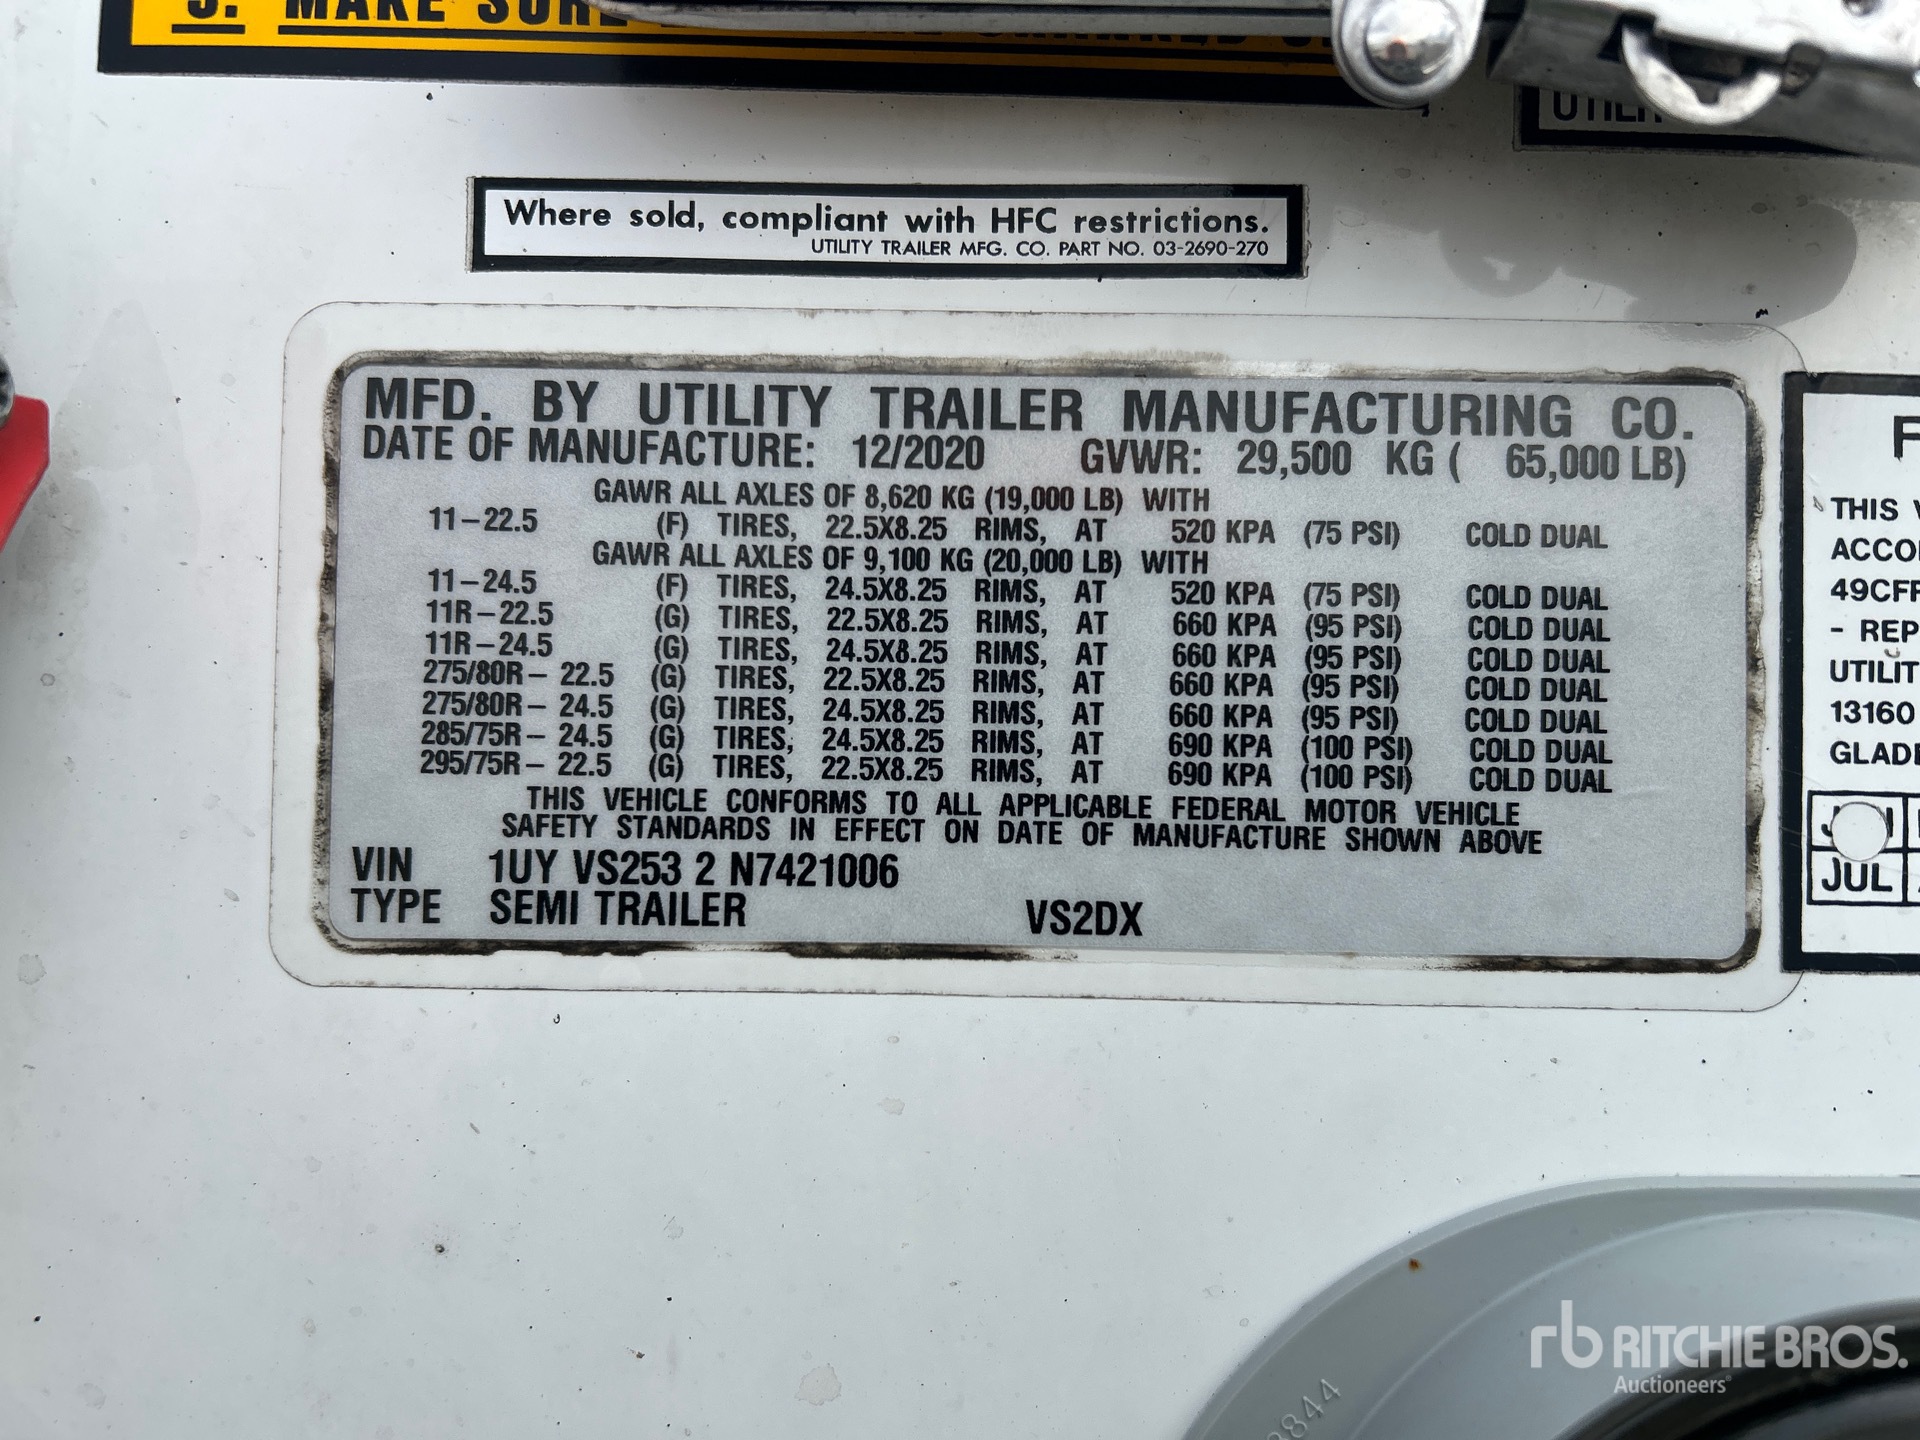 3. MAKE SURE
UTILIT
Where sold, compliant with HFC restrictions.
UTILITY TRAILER MFG. CO. PART NO. 03-2690-270
MFD. BY UTILITY TRAILER MANUFACTURING CO.
DATE OF MANUFACTURE: 12/2020 GVWR: 29,500 KG ( 65,000 LB)
GAWR ALL AXLES OF 8,620 KG (19,000 LB) WITH
11-22.5 (F) TIRES, 22.5X8.25 RIMS, AT 520 KPA (75 PSI) COLD DUAL
GAWR ALL AXLES OF 9,100 KG (20,000 LB) WITH
11-24.5 (F) TIRES, 24.5X8.25 RIMS, AT 520 KPA (75 PSI) COLD DUAL
11R-22.5 (G) TIRES, 22.5X8.25 RIMS, AT 660 KPA (95 PSI) COLD DUAL
11R-24.5 (G) TIRES, 24.5X8.25 RIMS, AT 660 KPA (95 PSI) COLD DUAL
275/80R- 22.5 (G) TIRES, 22.5X8.25 RIMS, AT 660 KPA (95 PSI) COLD DUAL
275/80R- 24.5 (G) TIRES, 24.5X8.25 RIMS, AT 660 KPA (95 PSI) COLD DUAL
285/75R- 24.5 (G) TIRES, 24.5X8.25 RIMS, AT 690 KPA (100 PSI) COLD DUAL
295/75R- 22.5 (G) TIRES, 22.5X8.25 RIMS, AT 690 KPA (100 PSI) COLD DUAL
THIS VEHICLE CONFORMS TO ALL APPLICABLE FEDERAL MOTOR VEHICLE
SAFETY STANDARDS IN EFFECT ON DATE OF MANUFACTURE SHOWN ABOVE
VIN 1UY VS253 2 N7421006
TYPE SEMI TRAILER VS2DX
F
THIS V
ACCO
49CFR
- REP
UTILIT
13160
GLADE
JUL
3844
rb RITCHIE BROS.
Auctioneers